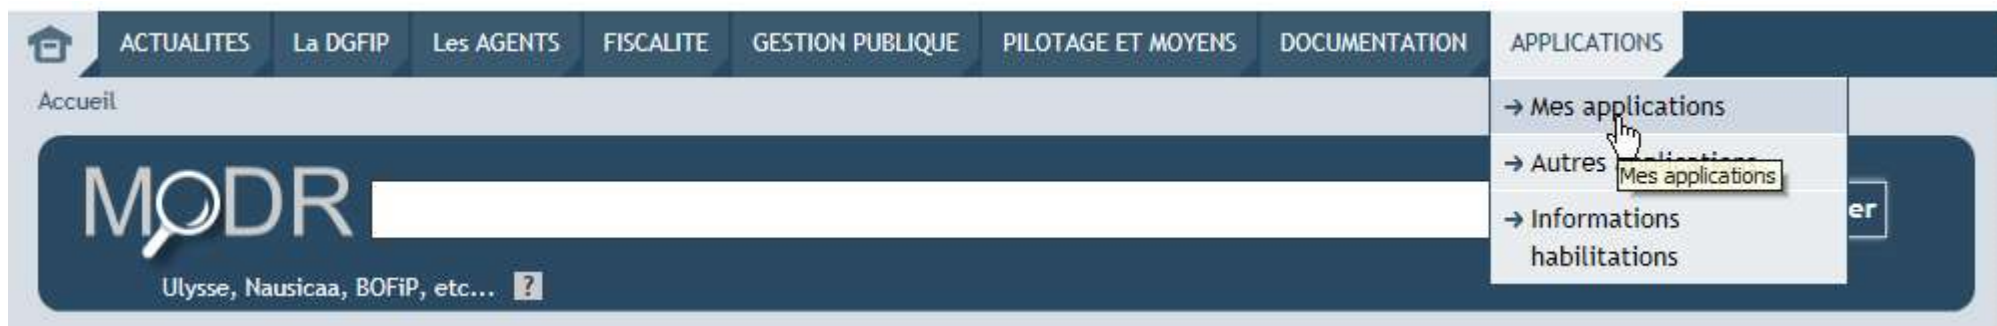 ACTUALITES La DGFIP Les AGENTS FISCALITE GESTION PUBLIQUE PILOTAGE ET MOYENS DOCUMENTATION APPLICATIONS
Accueil
Mes applications
Autres
Mes applications
Informations
habilitations
MODR
er
Ulysse, Nausicaa, BOFiP, etc... ?